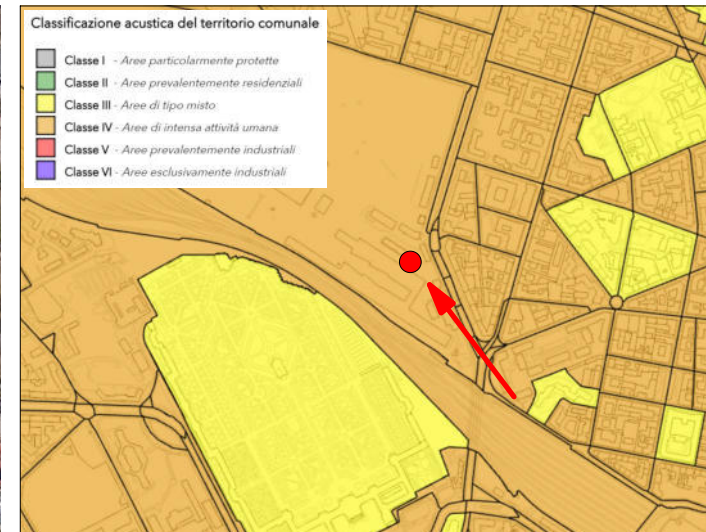 Classificazione acustica del territorio comunale
Classe I - Aree particolarmente protette
Classe II - Aree prevalentemente residenziali
Classe III - Aree di tipo misto
Classe IV - Aree di intensa attività umana
Classe V - Aree prevalentemente industriali
Classe VI - Aree esclusivamente industriali